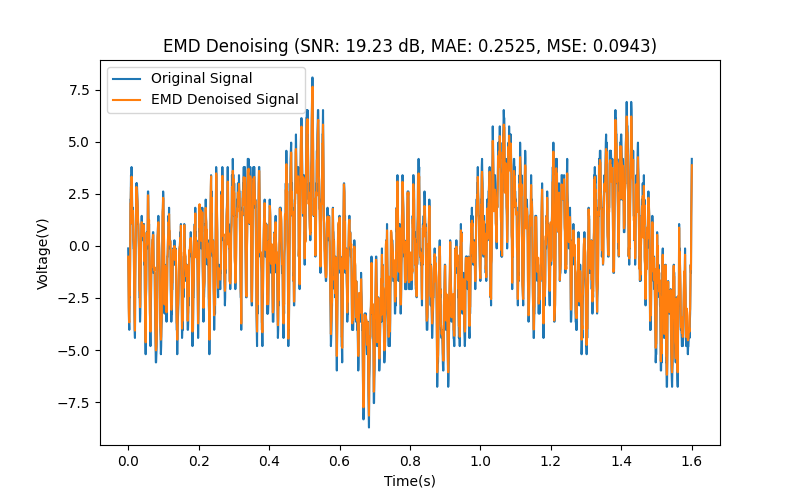 EMD Denoising (SNR: 19.23 dB, MAE: 0.2525, MSE: 0.0943)
Original Signal
EMD Denoised Signal
7.5
5.0
2.5
0.0
−2.5
−5.0
−7.5
Voltage(V)
0.0 0.2 0.4 0.6 0.8 1.0 1.2 1.4 1.6
Time(s)